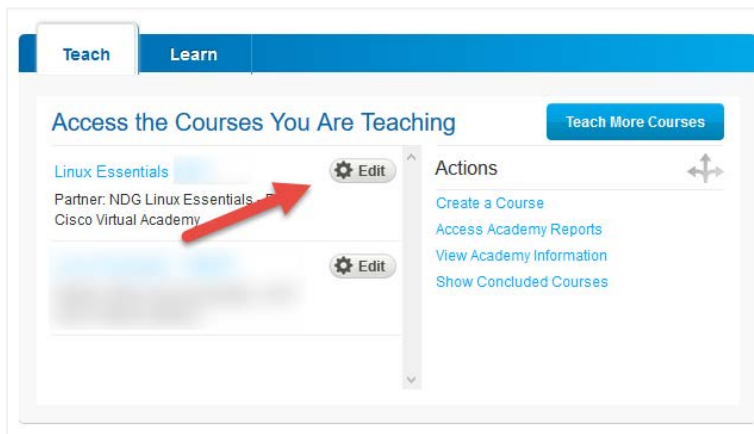 Teach
Learn
Access the Courses You Are Teaching
Teach More Courses
Linux Essentials
Edit
Partner: NDG Linux Essentials -
Cisco Virtual Academy
Edit
Actions
Create a Course
Access Academy Reports
View Academy Information
Show Concluded Courses